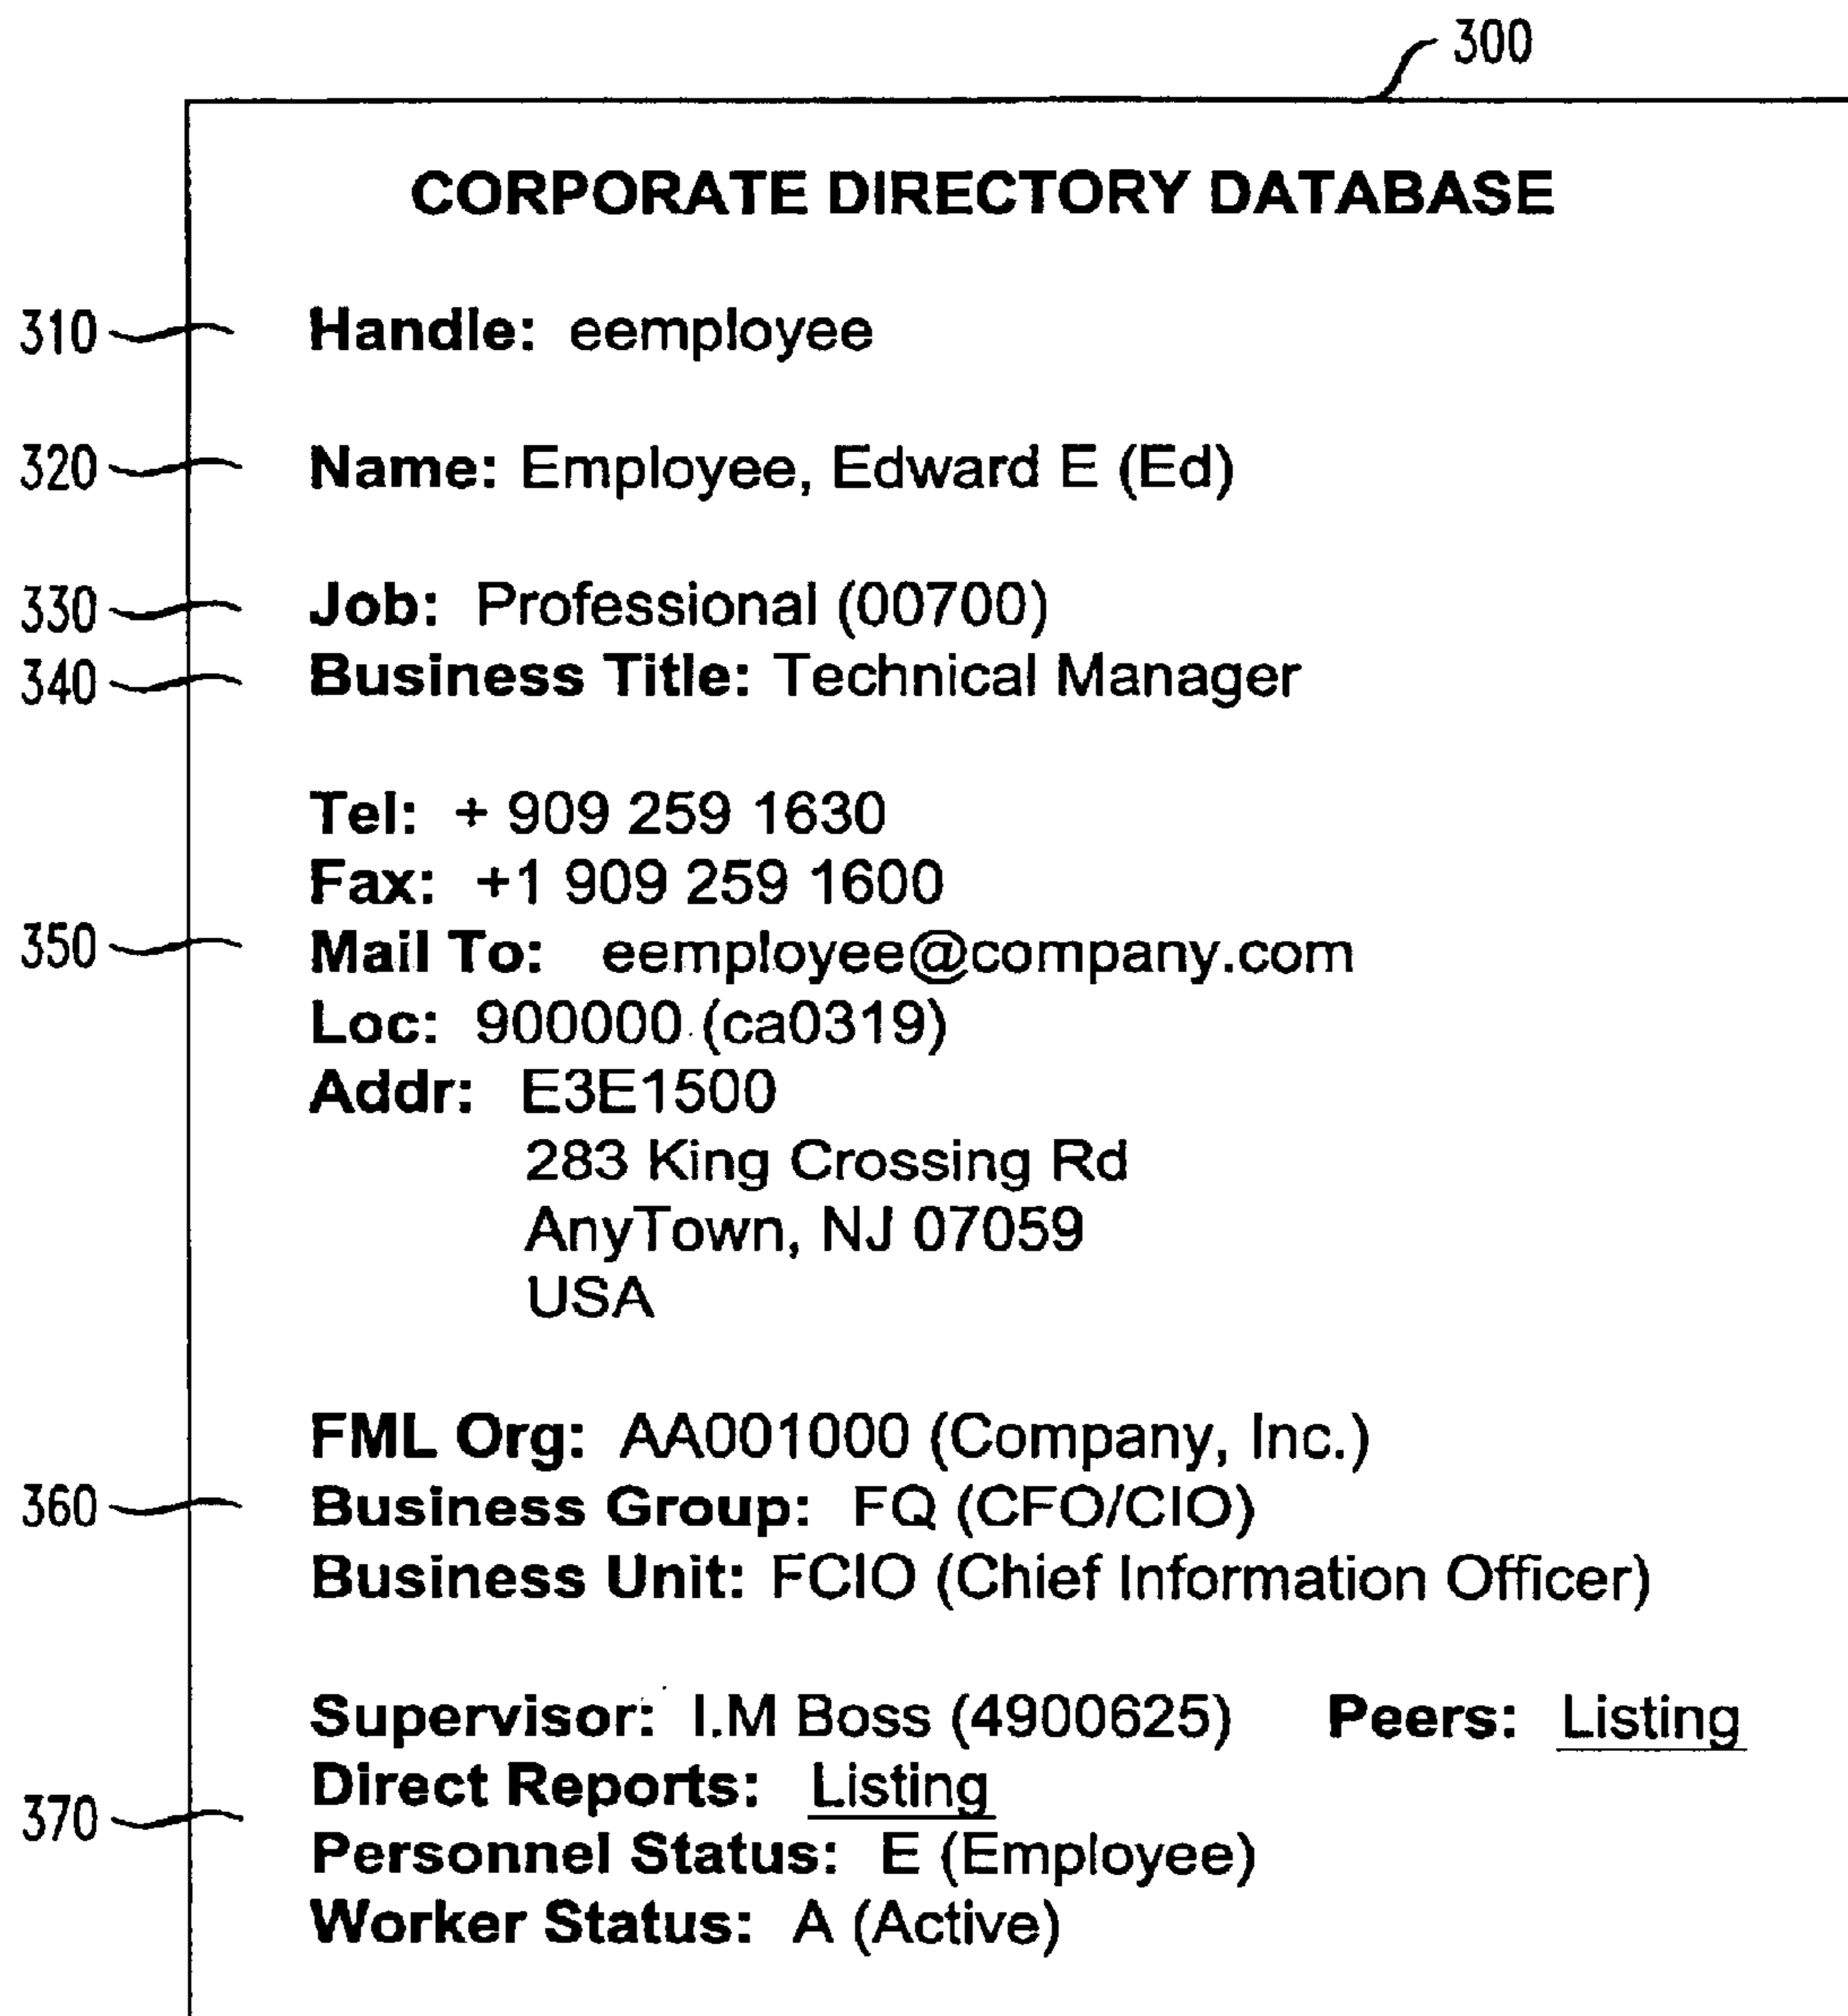 300
CORPORATE DIRECTORY DATABASE
310 Handle: eemployee
320 Name: Employee, Edward E (Ed)
330 Job: Professional (00700)
340 Business Title: Technical Manager
Tel: + 909 259 1630
Fax: +1 909 259 1600
350 Mail To: eemployee@company.com
Loc: 900000 (ca0319)
Addr: E3E1500
283 King Crossing Rd
AnyTown, NJ 07059
USA
FML Org: AA001000 (Company, Inc.)
360 Business Group: FQ (CFO/CIO)
Business Unit: FCIO (Chief Information Officer)
Supervisor: I.M Boss (4900625) Peers: Listing
Direct Reports: Listing
370
Personnel Status: E (Employee)
Worker Status: A (Active)